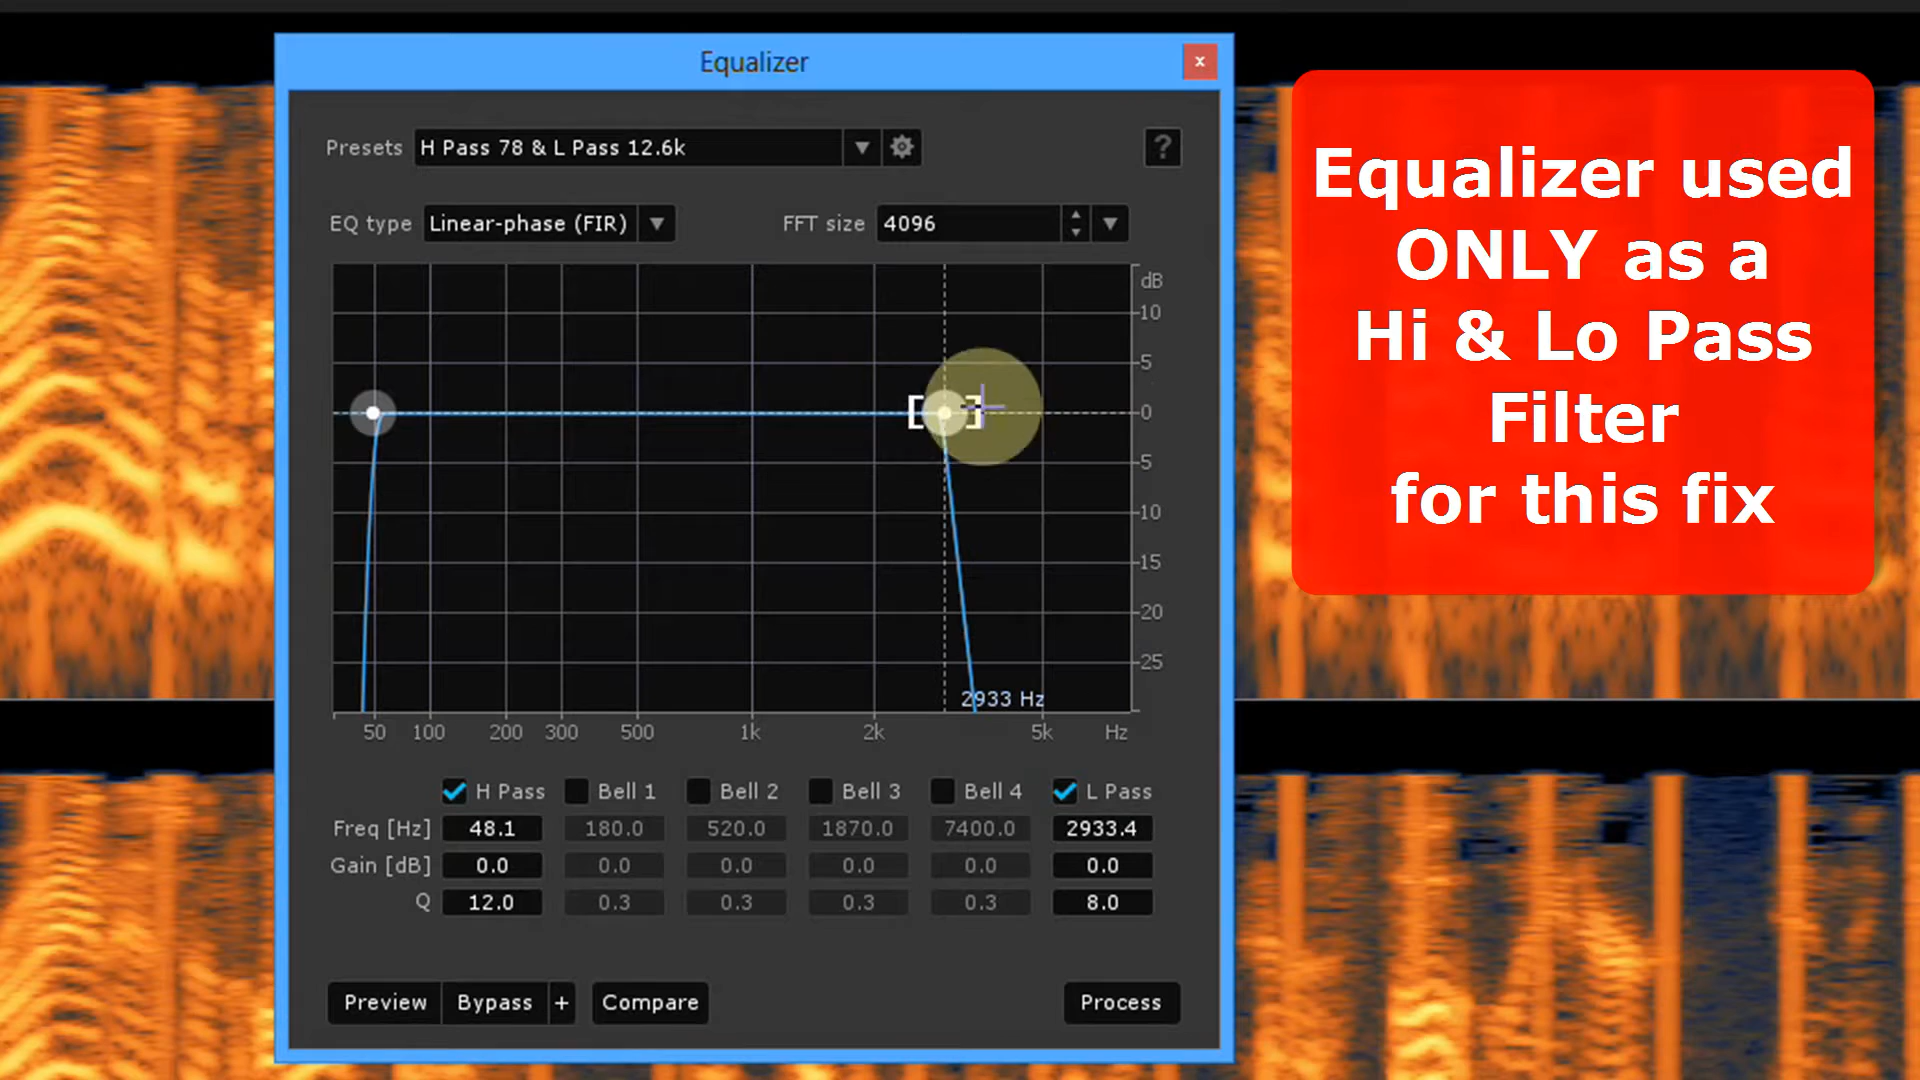 Equalizer
x
Presets H Pass 78 & L Pass 12.6k ?
EQ type Linear-phase (FIR) FFT size 4096
dB
10
5
0
5
10
15
20
25
2933 Hz
50 100 200 300 500 1k 2k 5k Hz
H Pass Bell 1 Bell 2 Bell 3 Bell 4 L Pass
Freq [Hz] 48.1 180.0 520.0 1870.0 7400.0 2933.4
Gain [dB] 0.0 0.0 0.0 0.0 0.0 0.0
Q 12.0 0.3 0.3 0.3 0.3 8.0
Preview Bypass + Compare Process
Equalizer used
ONLY as a
Hi & Lo Pass
Filter
for this fix